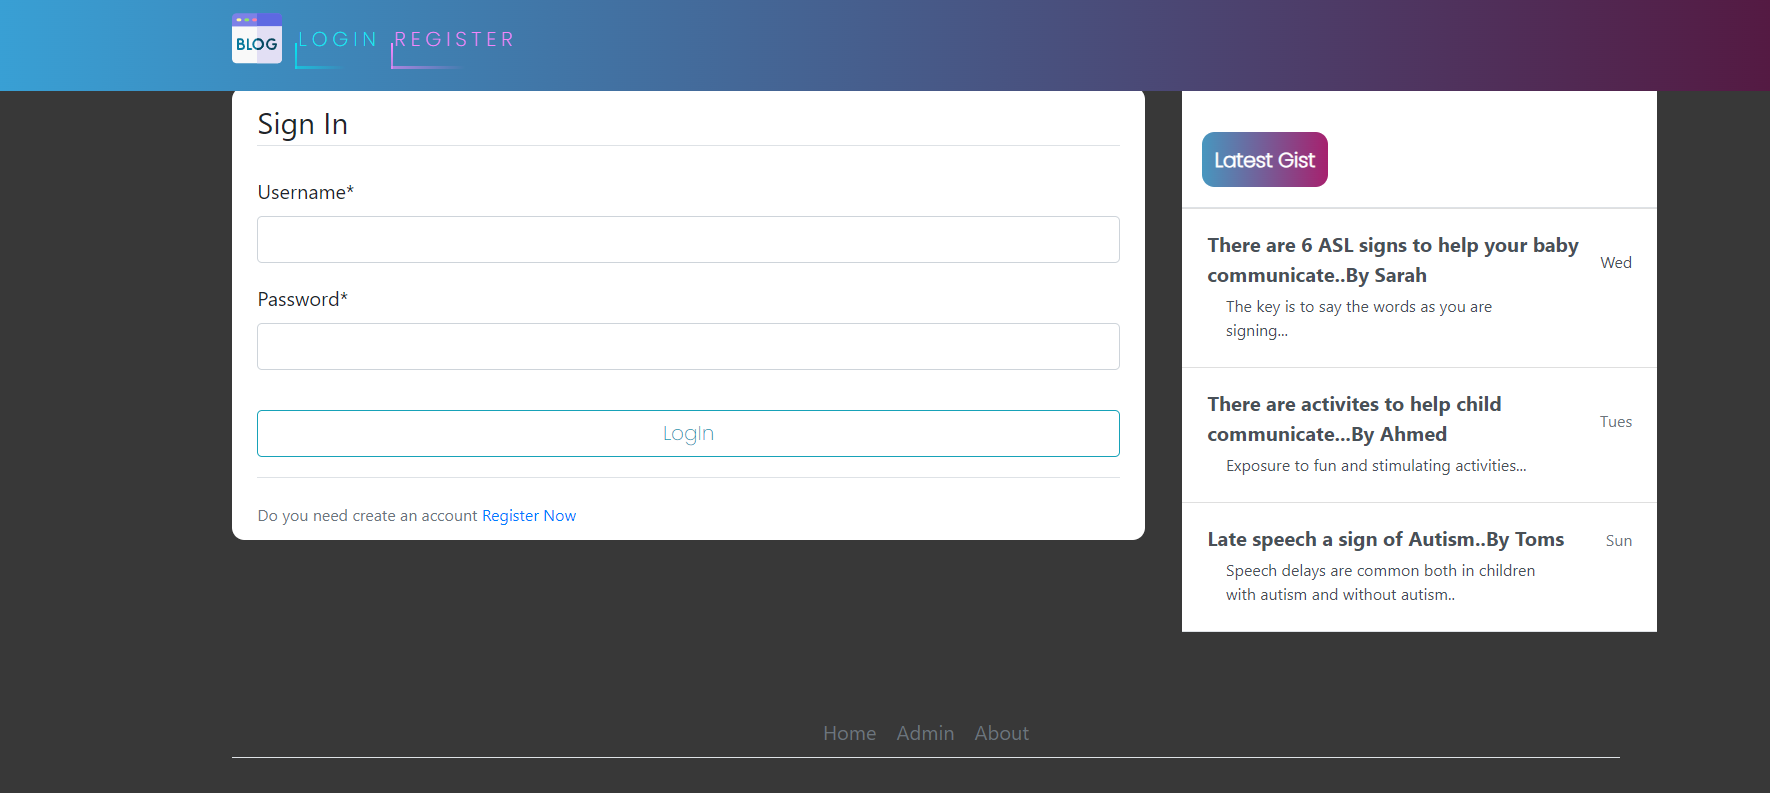 BLOG
LOGIN REGISTER
Sign In
Username*
Password*
LogIn
Do you need create an account Register Now
Latest Gist
There are 6 ASL signs to help your baby
communicate..By Sarah
Wed
The key is to say the words as you are
signing...
There are activites to help child
communicate...By Ahmed
Tues
Exposure to fun and stimulating activities...
Late speech a sign of Autism..By Toms
Sun
Speech delays are common both in children
with autism and without autism..
Home Admin About